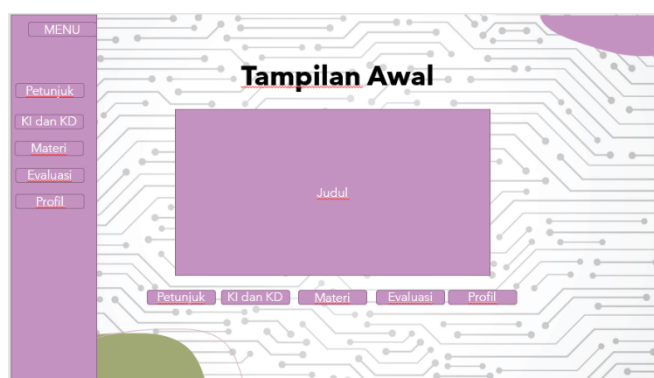 MENU
Petunjuk
KI dan KD
Materi
Evaluasi
Profil
Tampilan Awal
Judul
Petunjuk KI dan KD Materi Evaluasi Profil